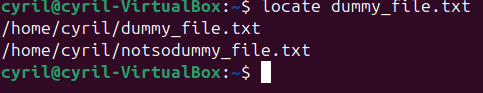 cyril@cyril-VirtualBox:~$ locate dummy_file.txt
/home/cyril/dummy_file.txt
/home/cyril/notsodummy_file.txt
cyril@cyril-VirtualBox:~$